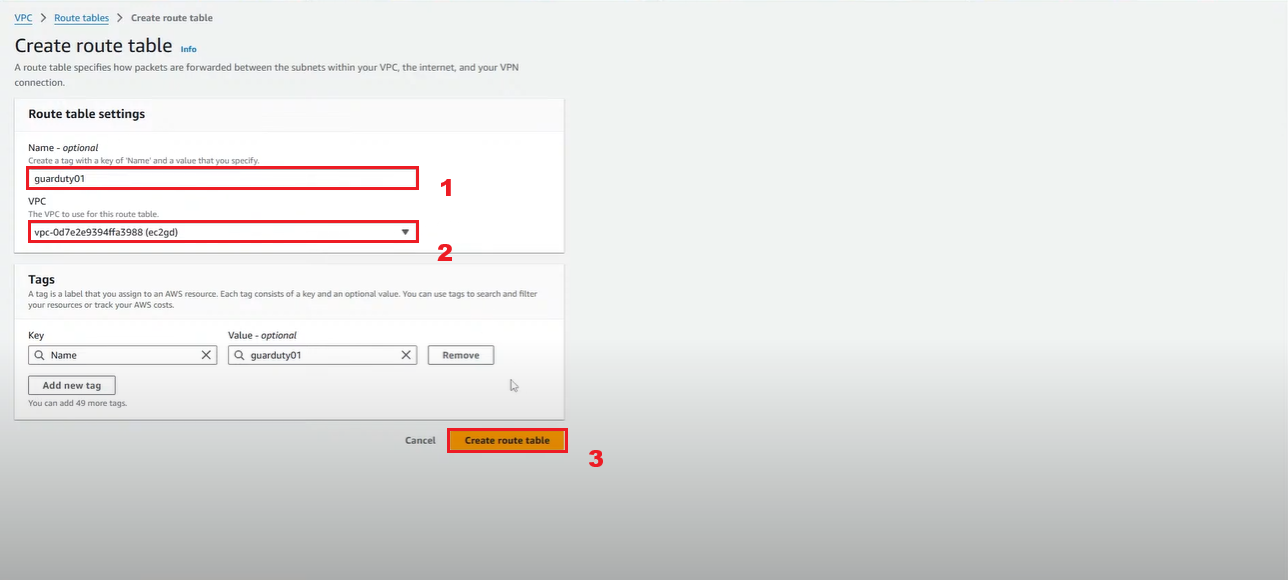 VPC > Route tables > Create route table
Create route table Info
A route table specifies how packets are forwarded between the subnets within your VPC, the internet, and your VPN
connection.
Route table settings
Name - optional
Create a tag with a key of 'Name' and a value that you specify.
guarduty01
1
VPC
The VPC to use for this route table.
vpc-0d7e2e9394ffa3988 (ec2gd)
2
Tags
A tag is a label that you assign to an AWS resource. Each tag consists of a key and an optional value. You can use tags to search and filter
your resources or track your AWS costs.
Key Value - optional
Name guarduty01 Remove
Add new tag
You can add 49 more tags.
Cancel Create route table
3